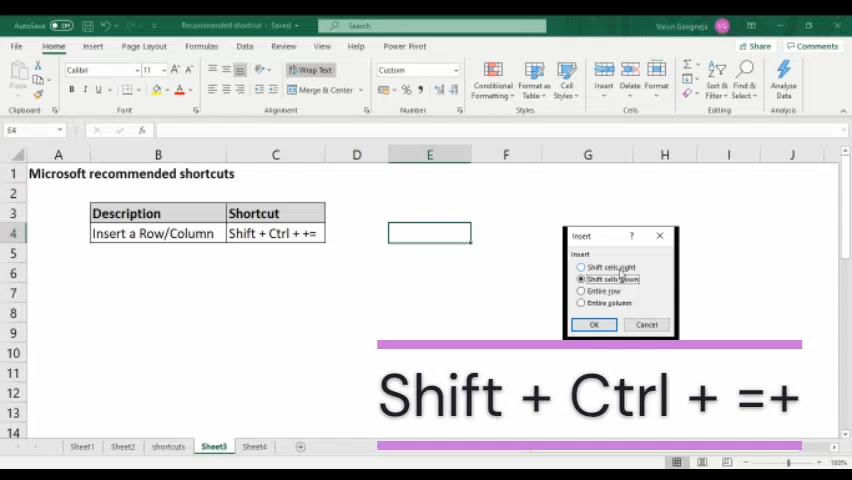 AutoSave Off Recommended shortcut - Saved Search Varun Gangneja VG
File Home Insert Page Layout Formulas Data Review View Help Power Pivot Share Comments
Paste Calibri 11 A A Wrap Text Custom Conditional Formatting Format as Table Cell Styles Insert Delete Format Sort & Filter Find & Select Analyze Data
B I U A Merge & Center % ,
Clipboard Font Alignment Number Styles Cells Editing Analysis
E4 fx
A B C D E F G H I J
1 Microsoft recommended shortcuts
2
3 Description Shortcut
4 Insert a Row/Column Shift + Ctrl + +=
5
6
7
8
9
10
11
12
13
14
Insert ? X
Insert
Shift cells right
Shift cells down
Entire row
Entire column
OK Cancel
Shift + Ctrl + =+
Sheet1 Sheet2 shortcuts Sheet3 Sheet4
160%